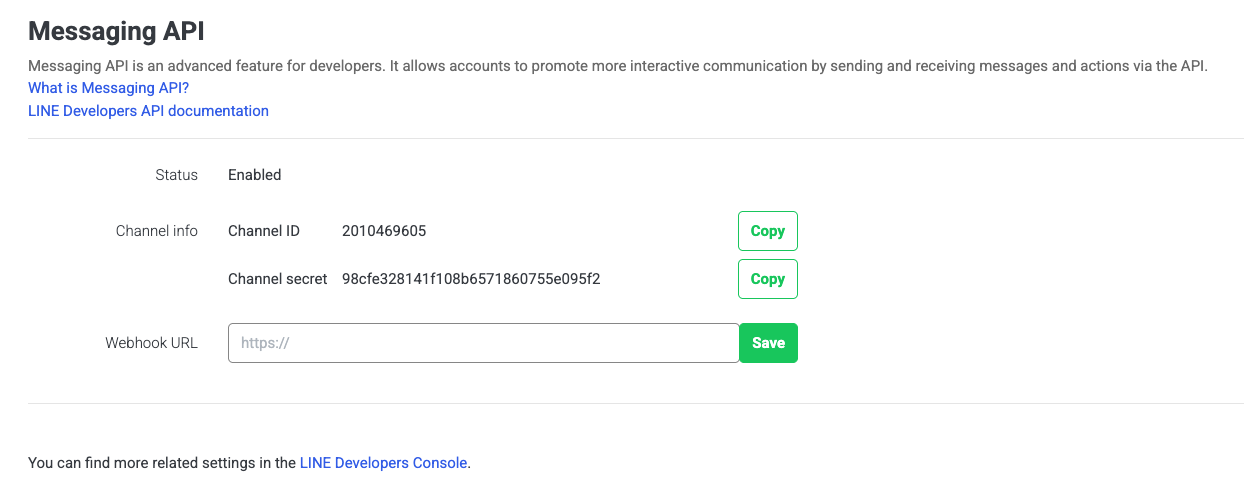 Messaging API
Messaging API is an advanced feature for developers. It allows accounts to promote more interactive communication by sending and receiving messages and actions via the API.
What is Messaging API?
LINE Developers API documentation
Status Enabled
Channel info Channel ID 2010469605 Copy
Channel secret 98cfe328141f108b6571860755e095f2 Copy
Webhook URL https:// Save
You can find more related settings in the LINE Developers Console.